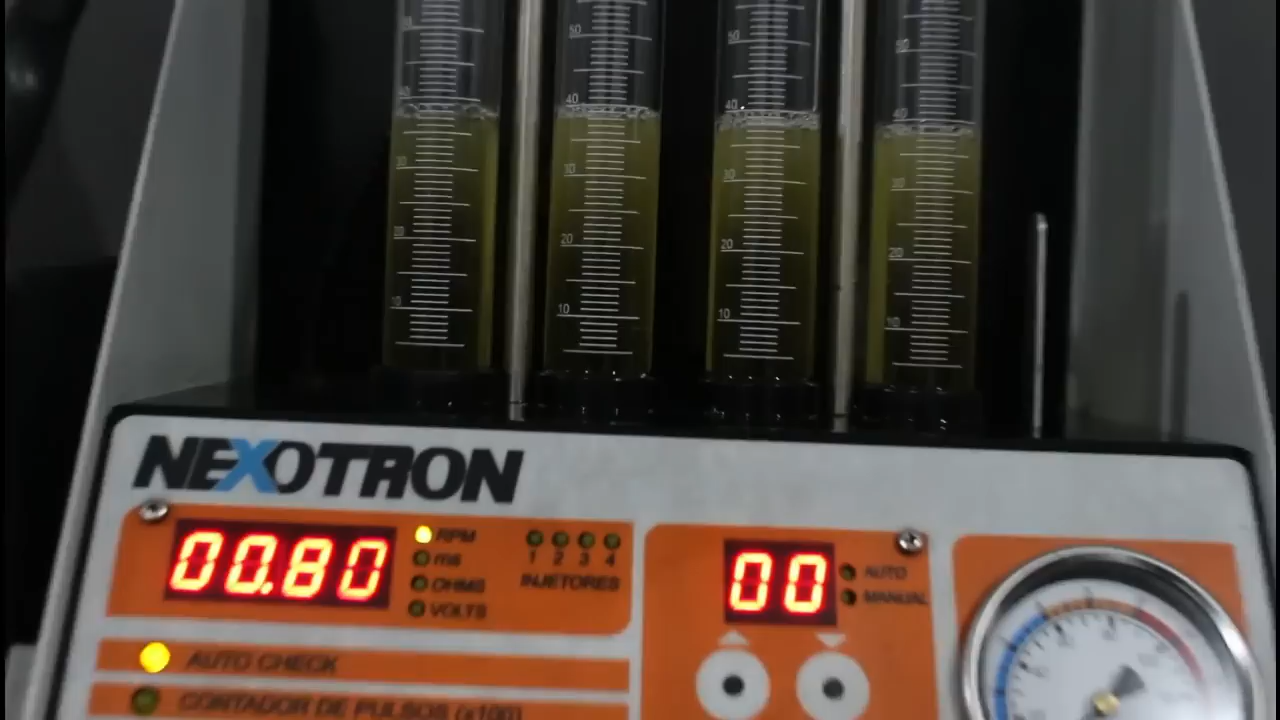 50 50 50
40 40 40
30 30 30 30
20 20 20 20
10 10 10 10
NEXOTRON
00.80
RPM
ms
OHMS
VOLTS
1 2 3 4
INJETORES
00
AUTO
MANUAL
AUTO CHECK
CONTADOR DE PULSOS (x100)